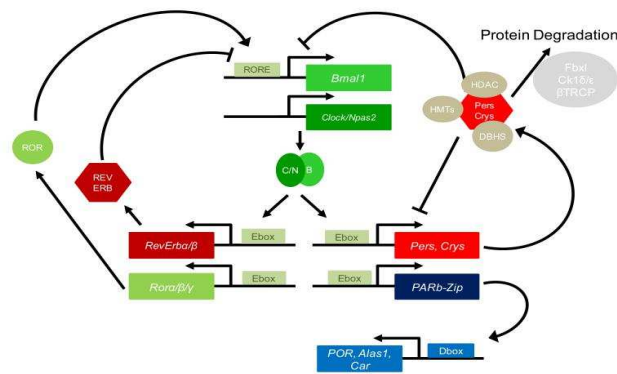 Protein Degradation
Fbxl
Ck1δ/ε
βTRCP
HDAC
HMTs
Pers
Crys
DBHS
RORE
Bmal1
Clock/Npas2
ROR
REV
ERB
C/N
B
RevErbα/β
Ebox
Ebox
Pers, Crys
Rorα/β/γ
Ebox
Ebox
PARb-Zip
POR, Alas1,
Car
Dbox